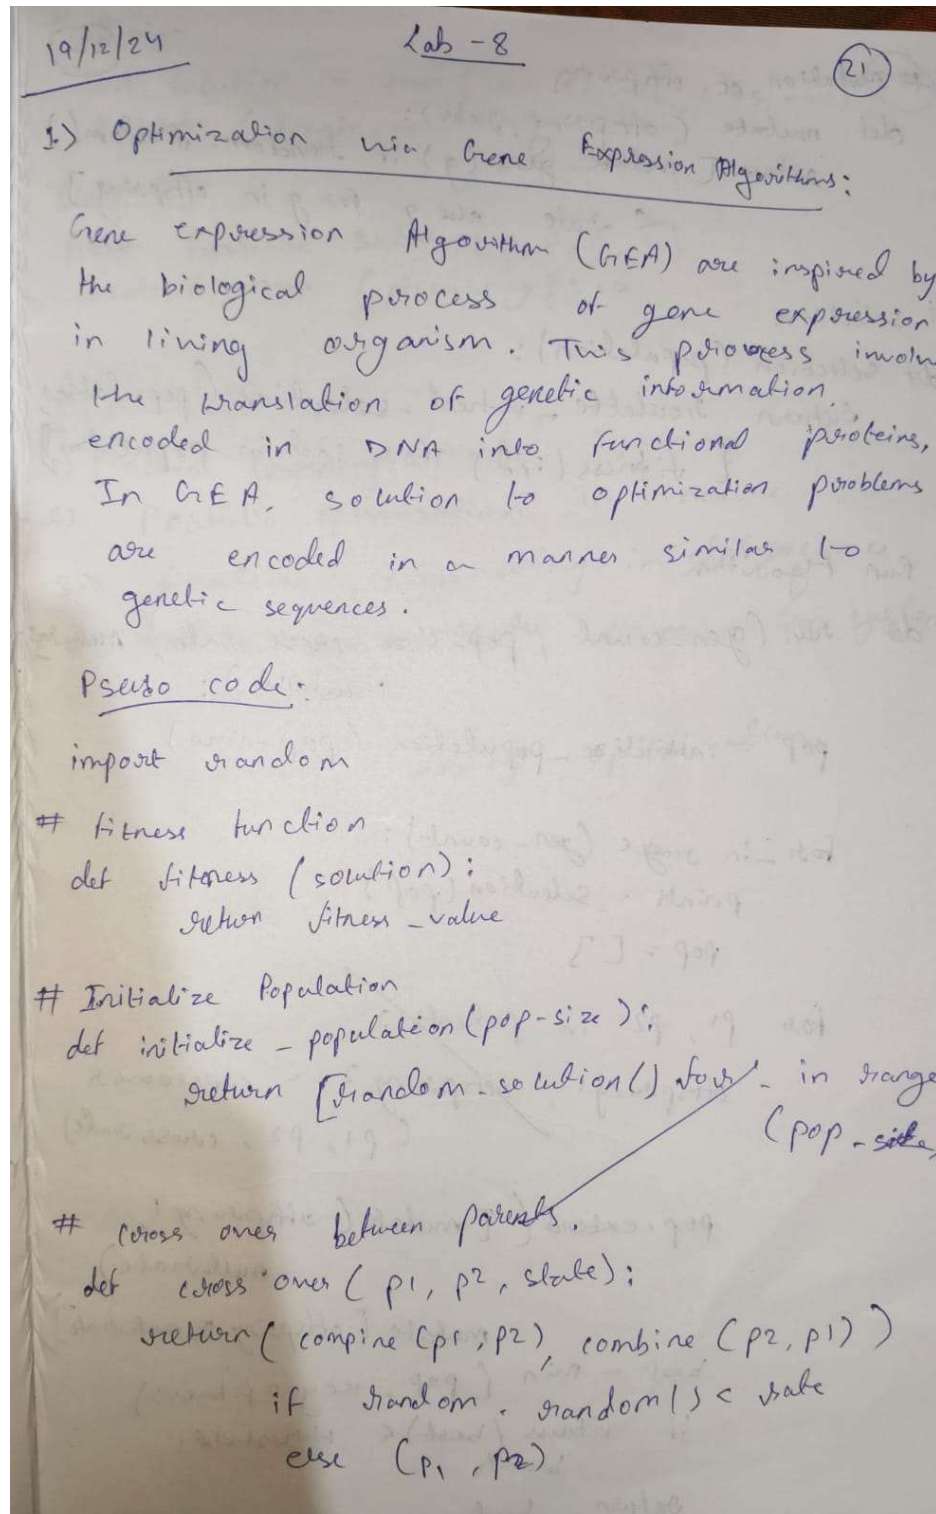 19/12/24
Lab - 8
21
1.) Optimization via Gene Expression Algorithms:
Gene expression Algorithm (GEA) are inspired by
the biological process of gene expression
in living organism. This process involv
the translation of genetic information
encoded in DNA into functional proteins,
In GEA, solution to optimization problems
are encoded in a manner similar to
genetic sequences.
Pseudo code:
import random
# fitness function
def fitness (solution):
return fitness_value
# Initialize Population
def initialize_population(pop-size):
return [random_solution() for _ in range
(pop-size,
# cross over between parents.
def cross over (p1, p2, state):
return (compine (p1, p2), combine (p2, p1))
if random.random() < rate
else (p1, p2)